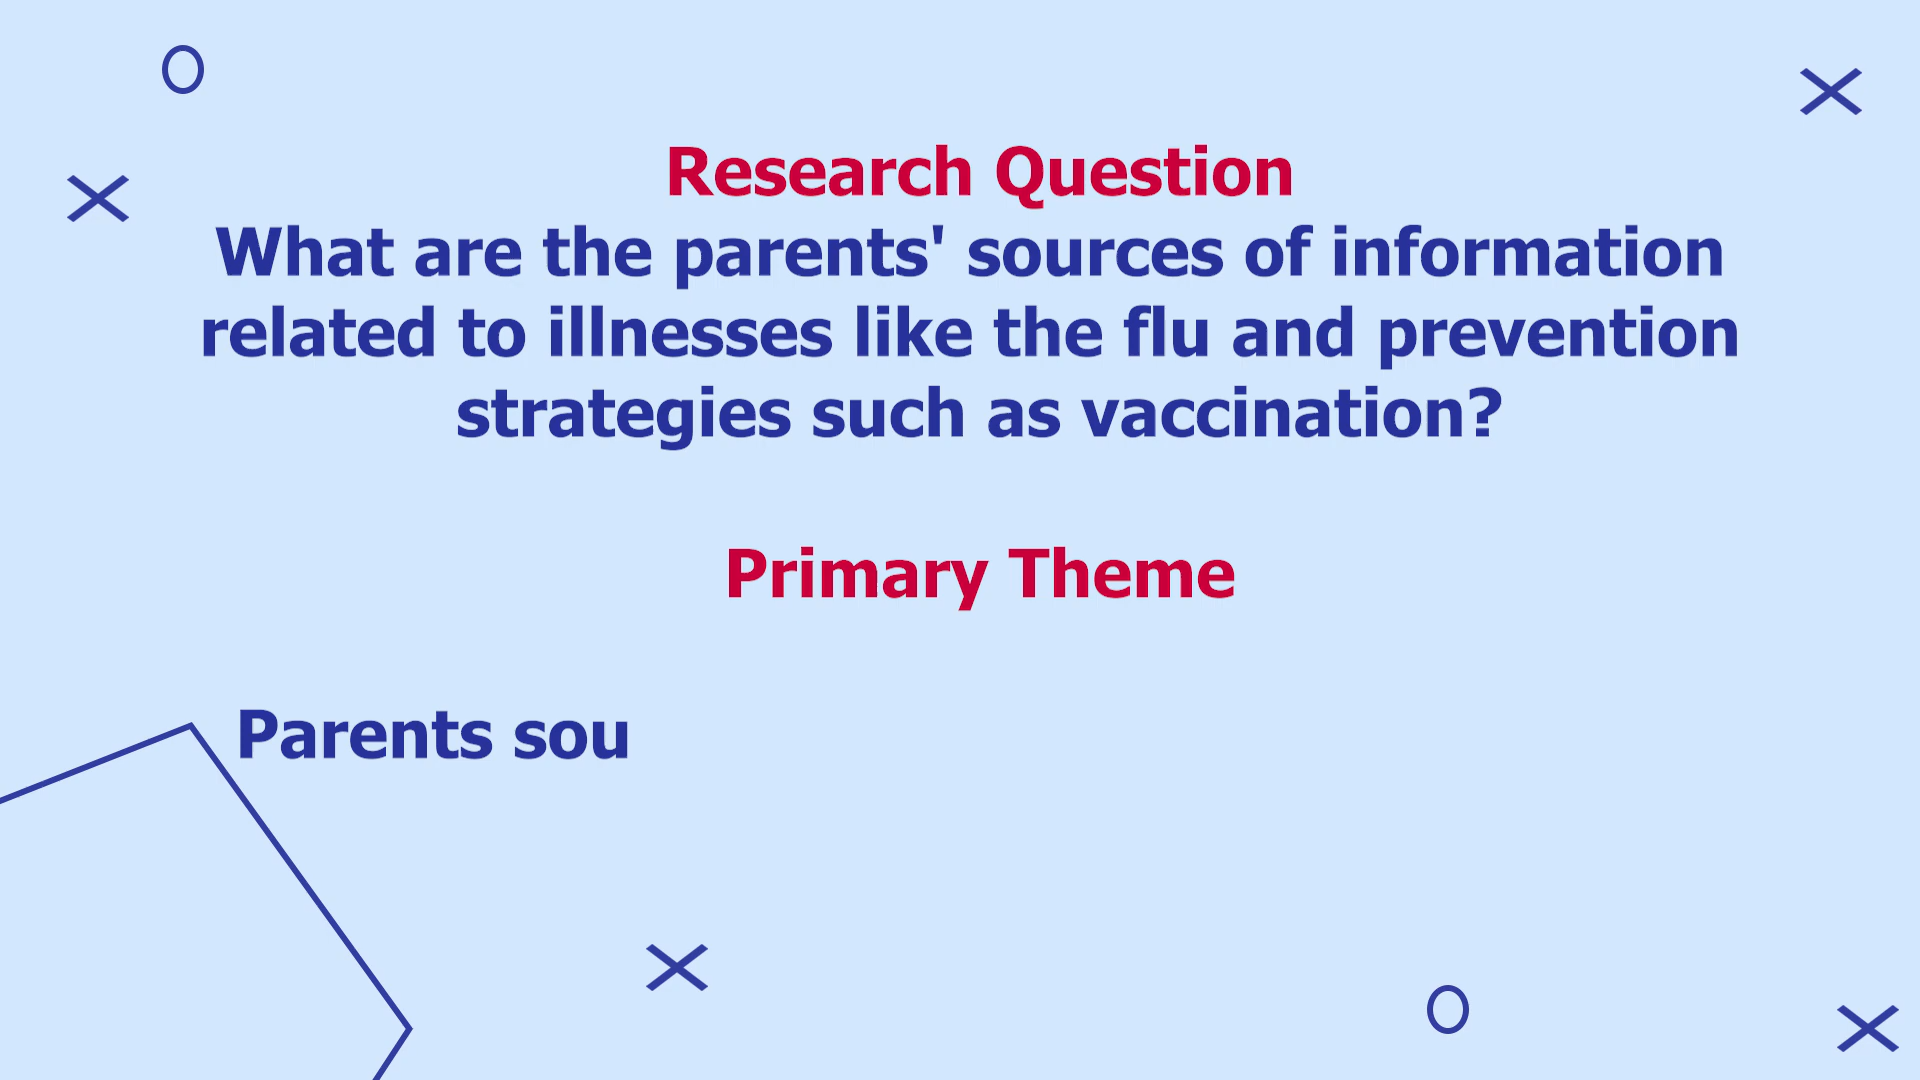 Research Question
What are the parents' sources of information
related to illnesses like the flu and prevention
strategies such as vaccination?
Primary Theme
Parents sou